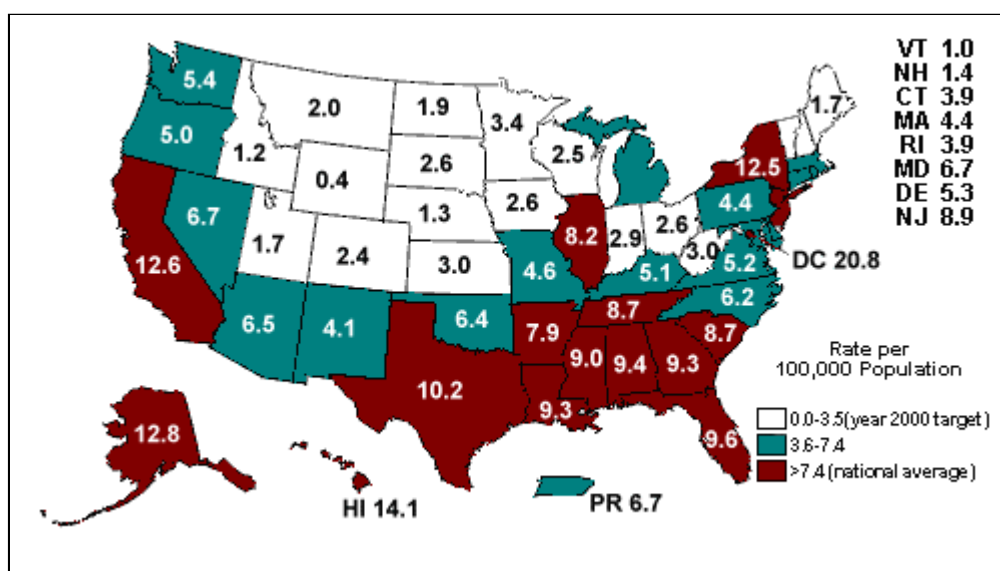 VT 1.0
NH 1.4
CT 3.9
MA 4.4
RI 3.9
MD 6.7
DE 5.3
NJ 8.9
5.4
2.0
1.9
3.4
1.7
5.0
1.2
2.6
2.5
12.5
0.4
1.3
2.6
4.4
6.7
1.7
2.4
3.0
8.2
2.9
2.6
3.0
DC 20.8
12.6
4.6
5.1
5.2
6.5
4.1
6.4
7.9
8.7
6.2
8.7
10.2
9.3
9.0
9.4
9.3
9.6
Rate per
100,000 Population
0.0-3.5(year 2000 target)
3.6-7.4
>7.4(national average)
12.8
HI 14.1
PR 6.7